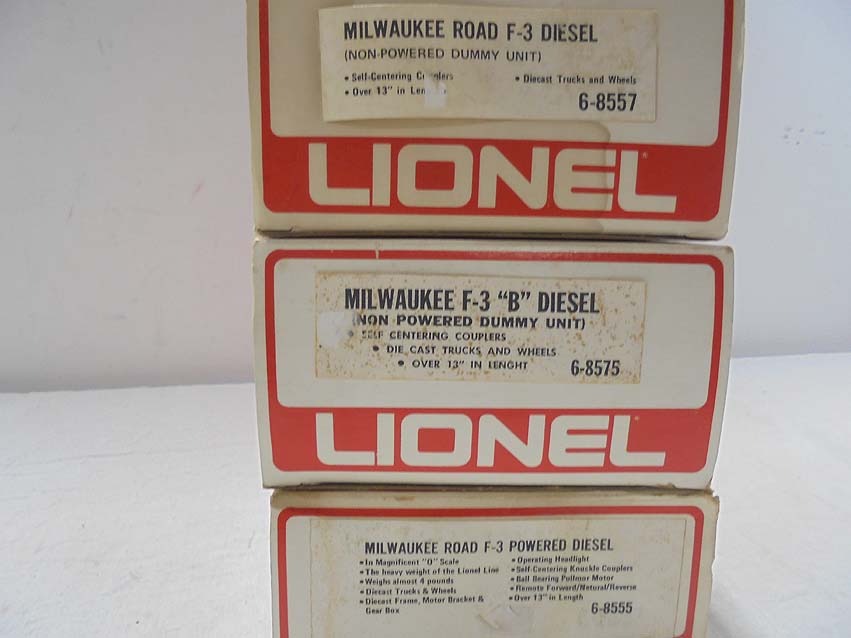 MILWAUKEE ROAD F-3 DIESEL
(NON-POWERED DUMMY UNIT)
• Self-Centering Couplers • Diecast Trucks and Wheels
• Over 13" in Length
6-8557
LIONEL
MILWAUKEE F-3 "B" DIESEL
(NON POWERED DUMMY UNIT)
• SELF CENTERING COUPLERS
• DIE CAST TRUCKS AND WHEELS
• OVER 13" IN LENGHT 6-8575
LIONEL
MILWAUKEE ROAD F-3 POWERED DIESEL
• In Magnificent "O" Scale
• The heavy weight of the Lionel Line
• Weighs almost 4 pounds
• Diecast Trucks & Wheels
• Diecast Frame, Motor Bracket &
Gear Box
• Operating Headlight
• Self-Centering Knuckle Couplers
• Ball Bearing Pullmor Motor
• Remote Forward/Netural/Reverse
• Over 13" in Length
6-8555